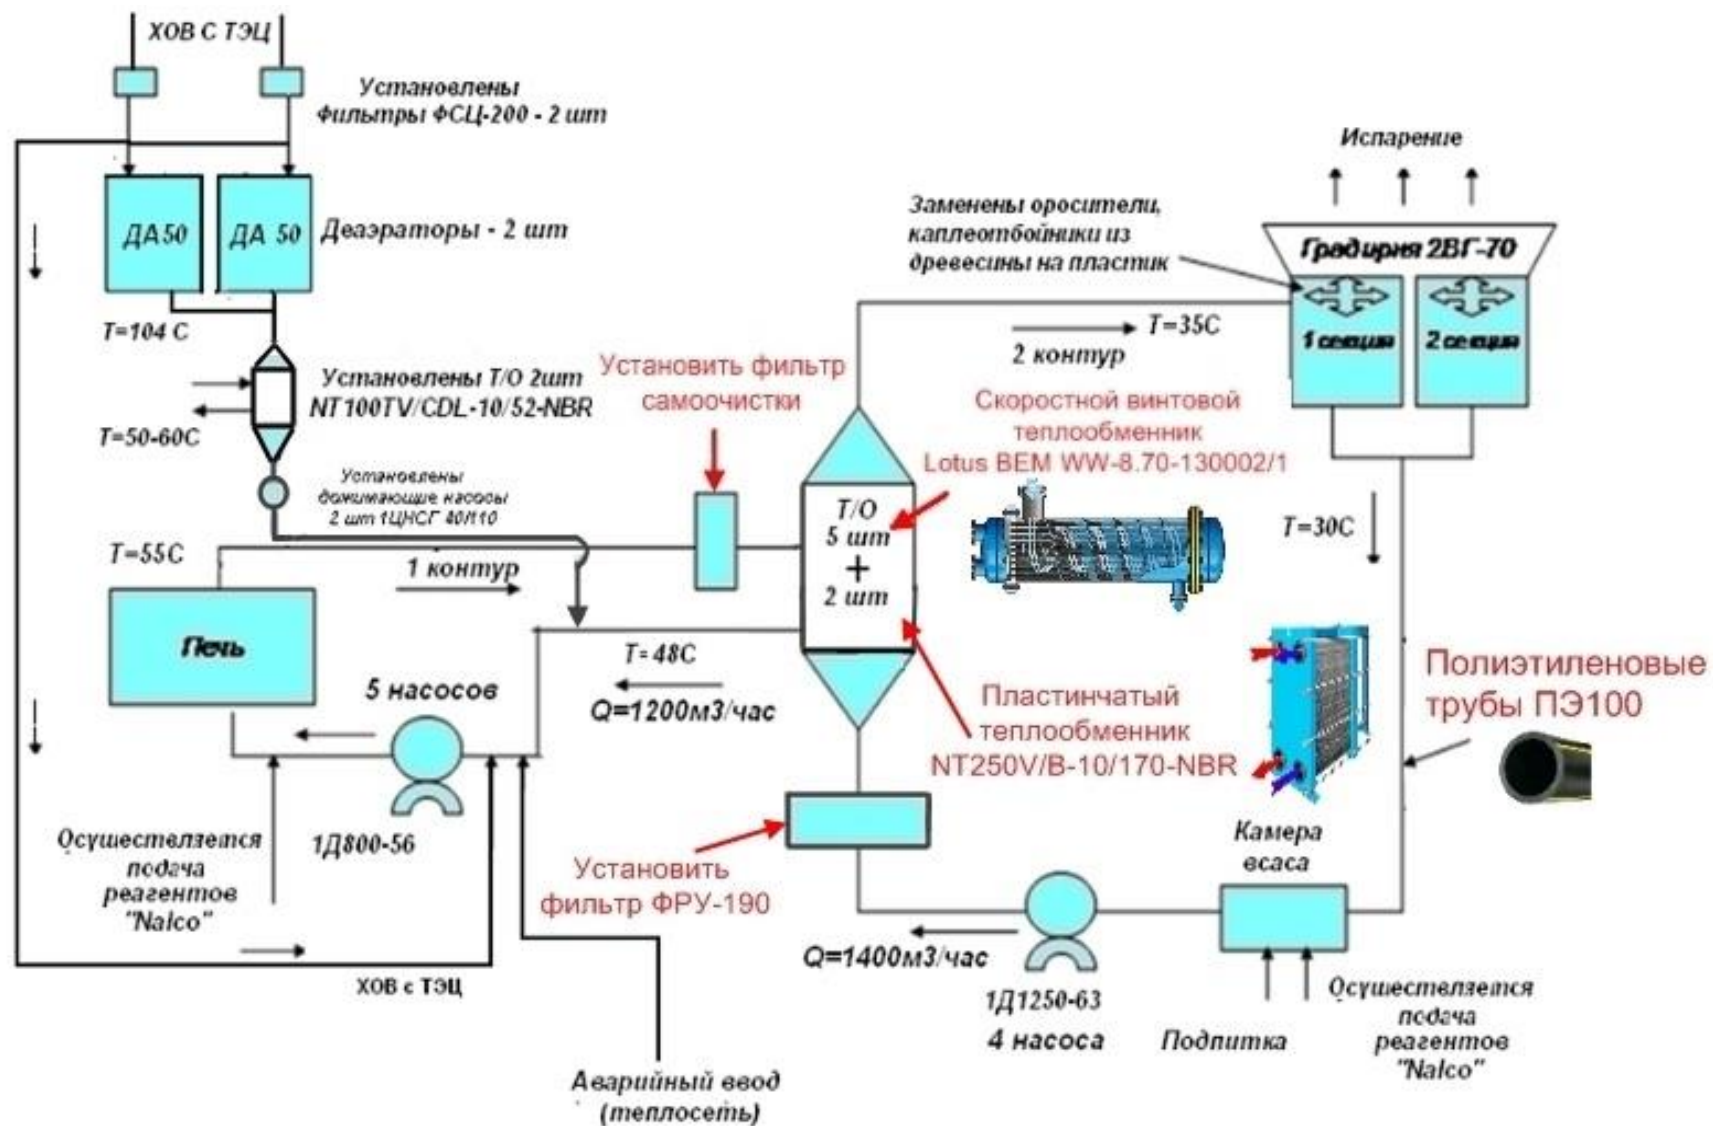 ХОВ С ТЭЦ
Установлены
Фильтры ФСЦ-200 - 2 шт
ДА50
ДА 50
Деаэраторы - 2 шт
Т=104 С
Установлены Т/О 2шт
NT100TV/CDL-10/52-NBR
Т=50-60С
Установлены
дожимающие насосы
2 шт 1ЦНСГ 40/110
Т=55С
1 контур
Печь
5 насосов
1Д800-56
Осуществляется
подача
реагентов
"Nalco"
ХОВ с ТЭЦ
Аварийный ввод
(теплосеть)
Установить фильтр
самоочистки
Т/О
5 шт
+
2 шт
Т=48С
Q=1200м3/час
Установить
фильтр ФРУ-190
Q=1400м3/час
1Д1250-63
4 насоса
Испарение
Заменены оросители,
каплеотбойники из
древесины на пластик
Градирня 2ВГ-70
1 секция
2 секция
Т=35С
2 контур
Скоростной винтовой
теплообменник
Lotus BEM WW-8.70-130002/1
Т=30С
Пластинчатый
теплообменник
NT250V/B-10/170-NBR
Полиэтиленовые
трубы ПЭ100
Камера
всаса
Подпитка
Осуществляется
подача
реагентов
"Nalco"